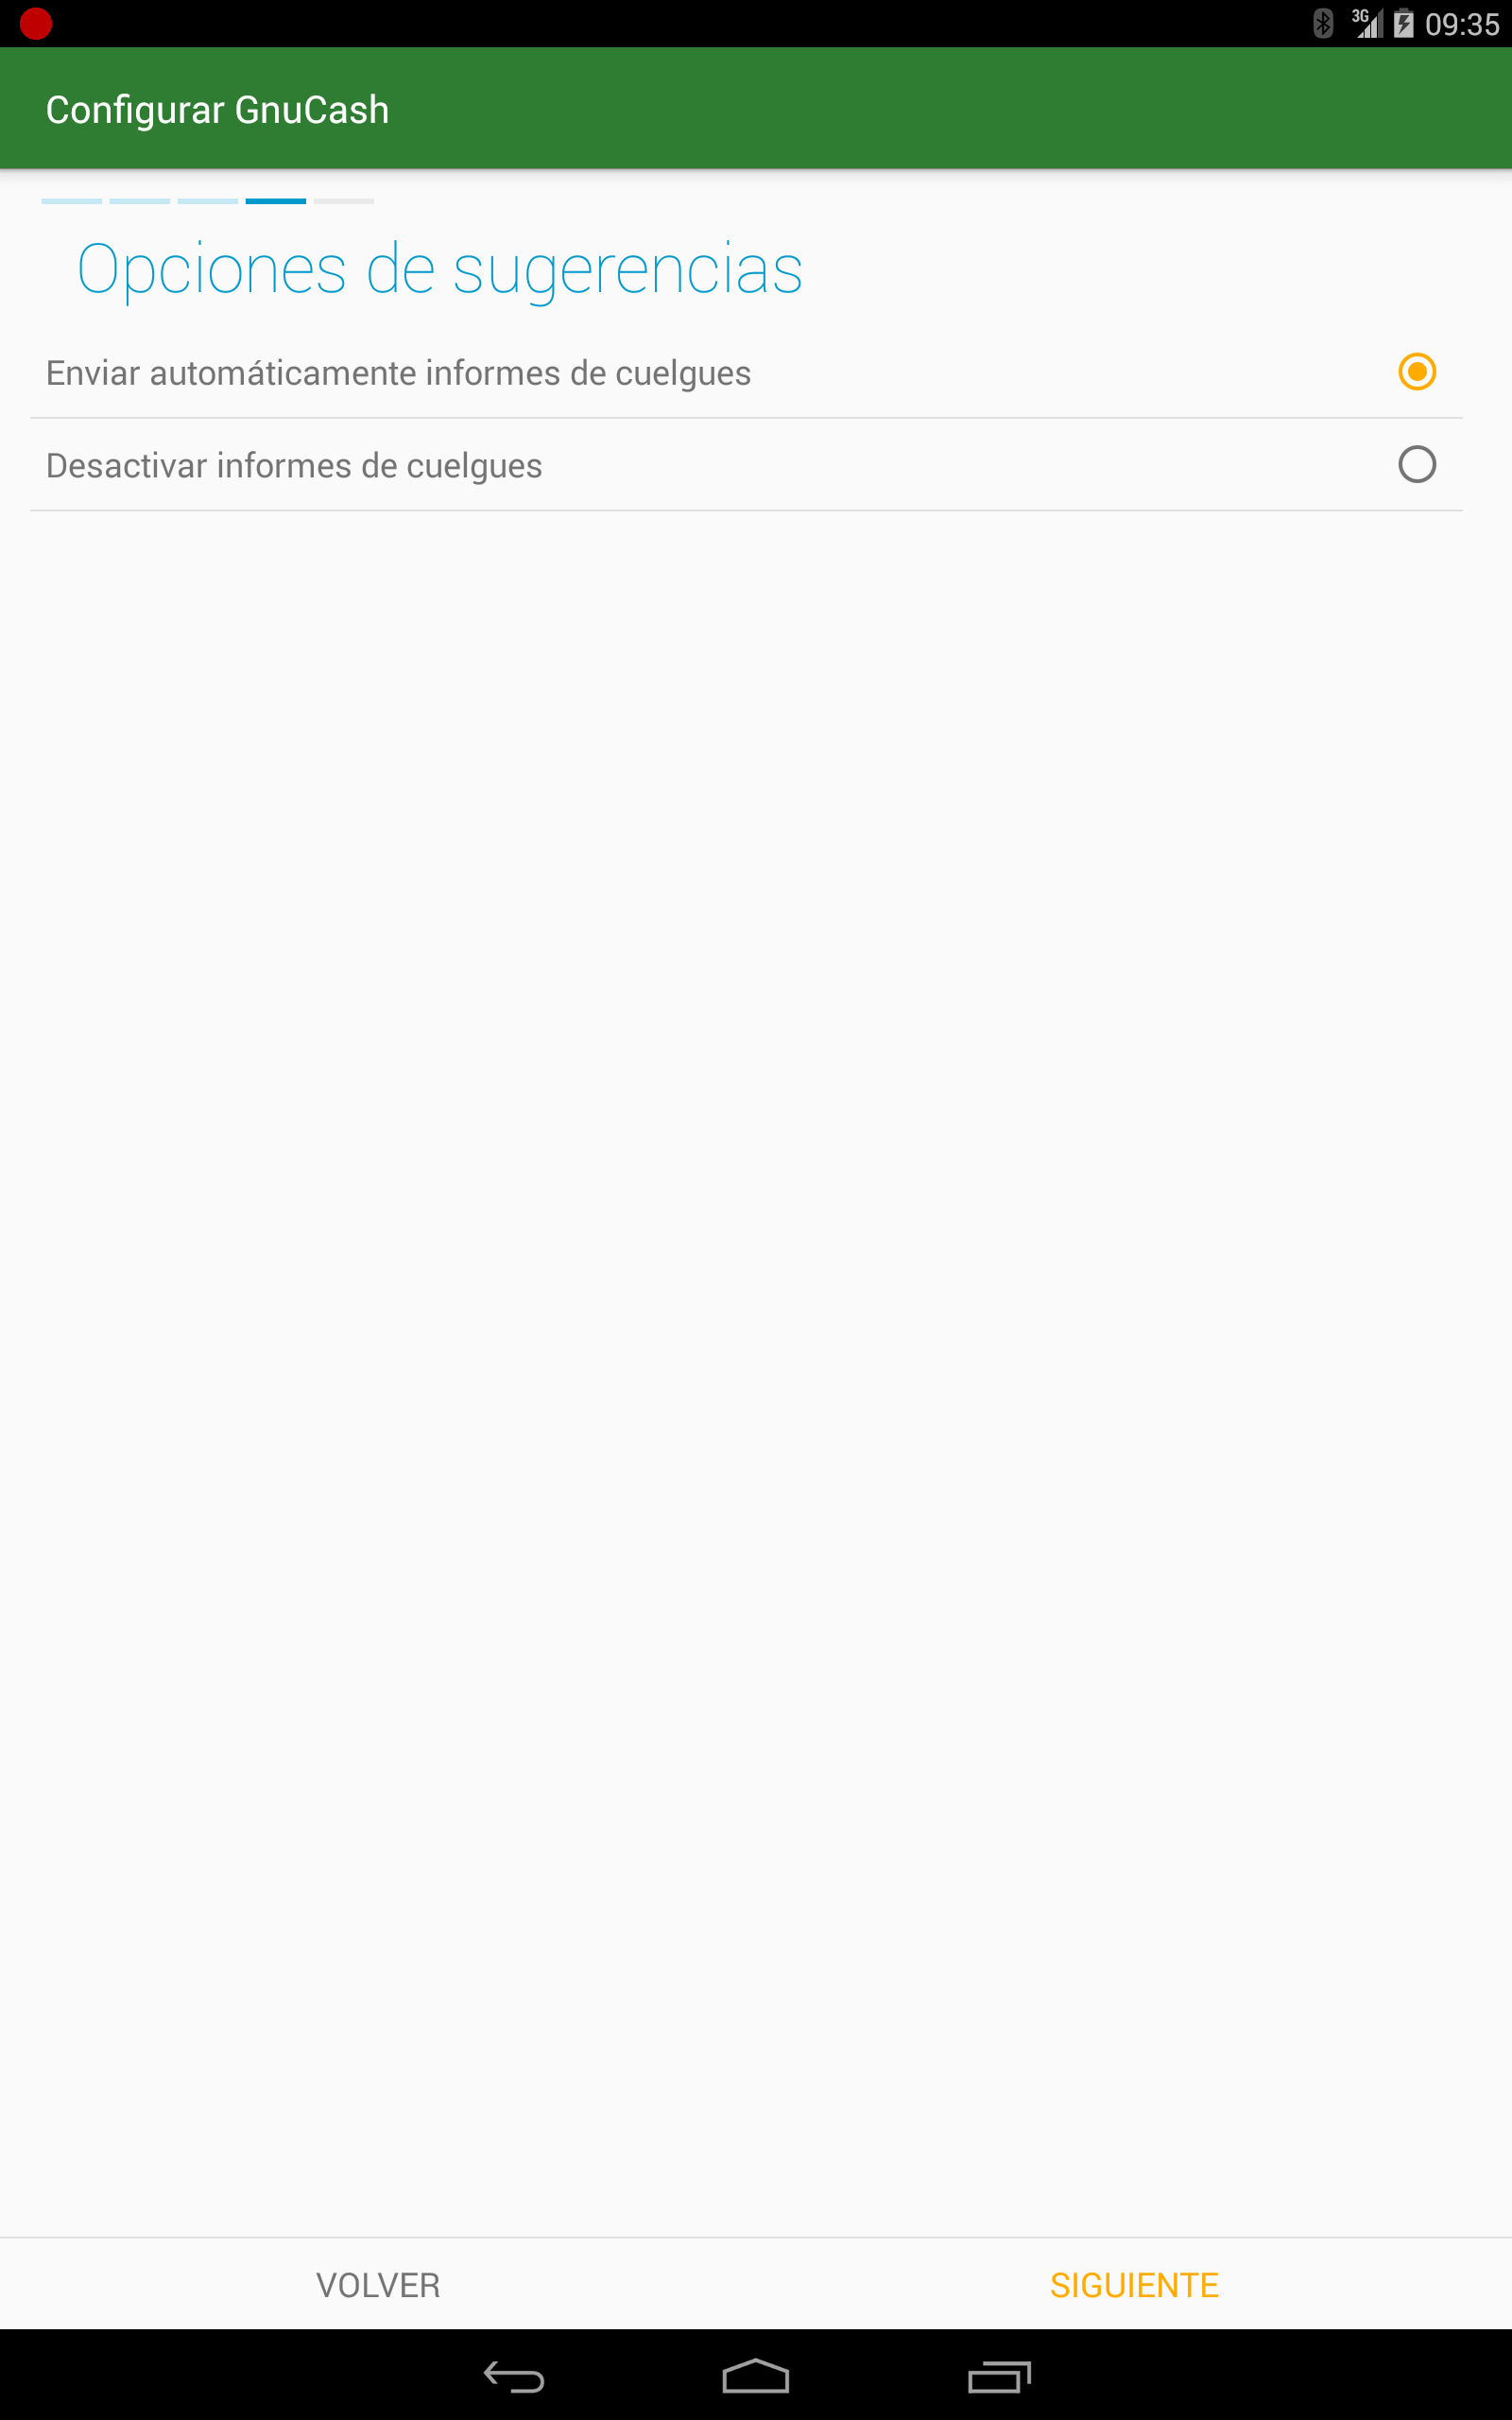 3G 09:35
Configurar GnuCash
Opciones de sugerencias
Enviar automáticamente informes de cuelgues
Desactivar informes de cuelgues
VOLVER SIGUIENTE